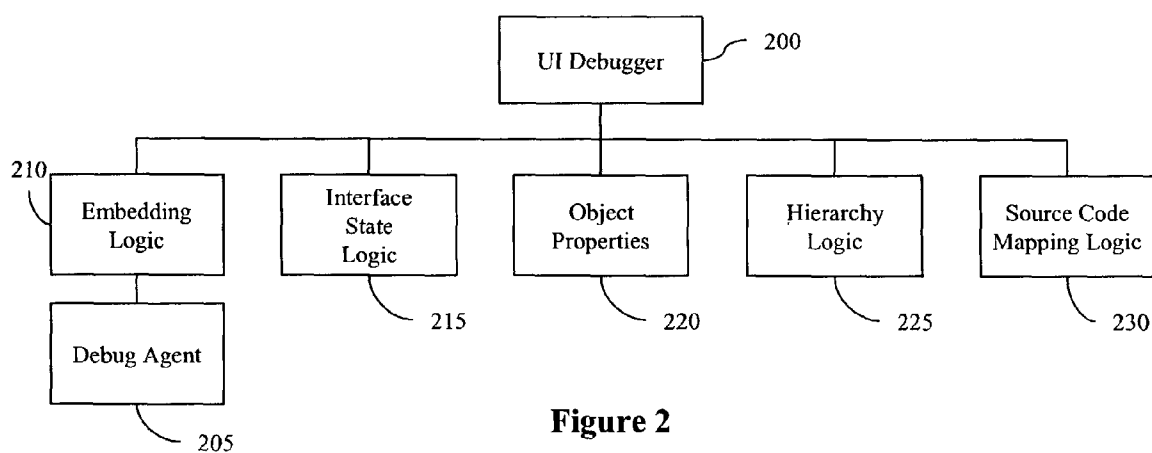 200
UI Debugger
210
Embedding
Logic
Interface
State
Logic
Object
Properties
Hierarchy
Logic
Source Code
Mapping Logic
215
220
225
230
Debug Agent
205
Figure 2